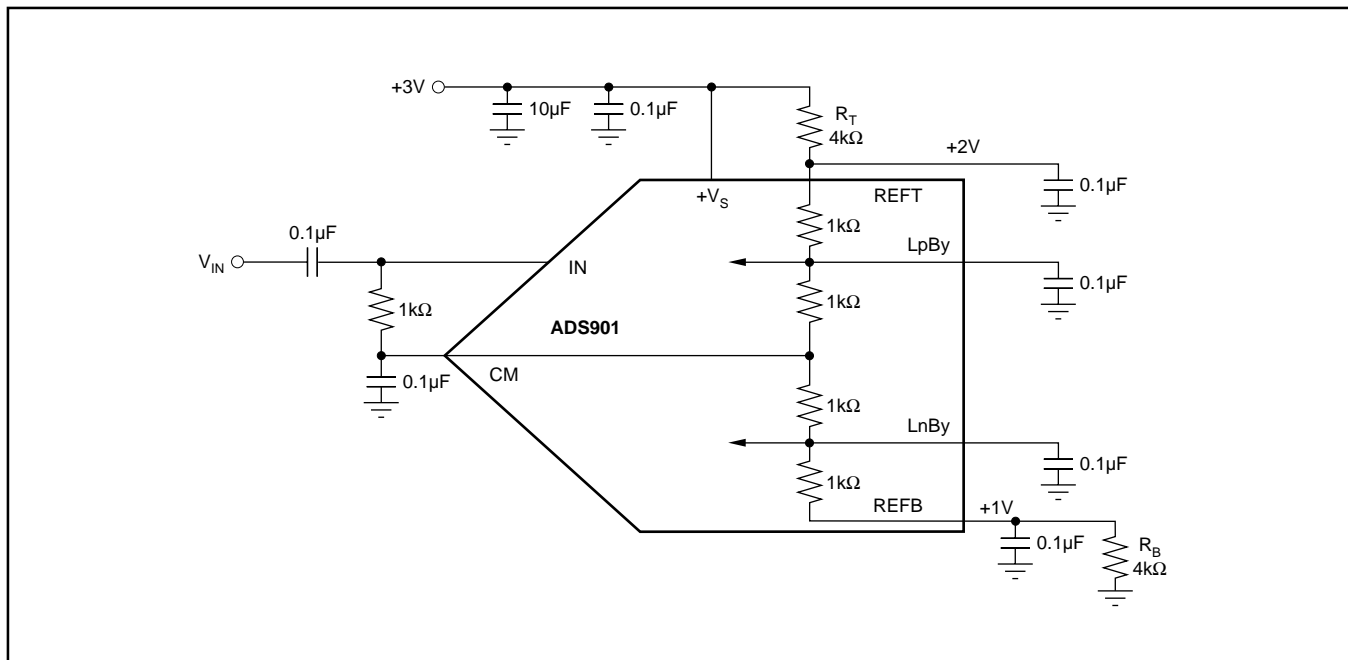 +3V
10µF
0.1µF
R_T
4kΩ
+2V
0.1µF
+V_S
REFT
1kΩ
0.1µF
LpBy
V_IN
IN
0.1µF
1kΩ
1kΩ
ADS901
CM
0.1µF
1kΩ
LnBy
0.1µF
1kΩ
REFB
+1V
0.1µF
R_B
4kΩ